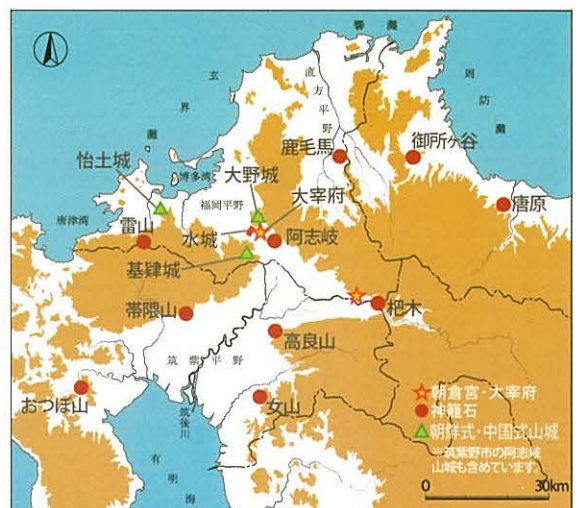 響灘
玄界灘
直方平野
周防灘
鹿毛馬
御所ヶ谷
怡土城
大野城
博多湾
福岡平野
大宰府
唐原
唐津湾
雷山
水城
阿志岐
基肄城
帯隈山
杷木
高良山
筑紫平野
おつぼ山
女山
筑後川
有明海
朝倉宮・大宰府
神籠石
朝鮮式・中国式山城
※筑紫野市の阿志岐
山城も含めています。
0 30km